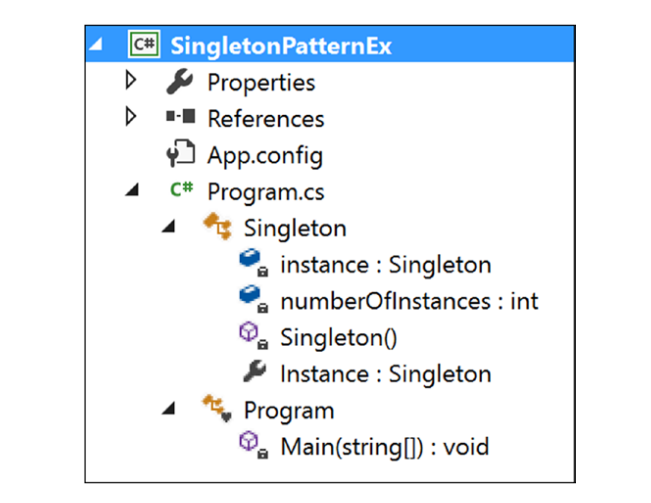 C# SingletonPatternEx
Properties
References
App.config
C# Program.cs
Singleton
instance : Singleton
numberOfInstances : int
Singleton()
Instance : Singleton
Program
Main(string[]) : void